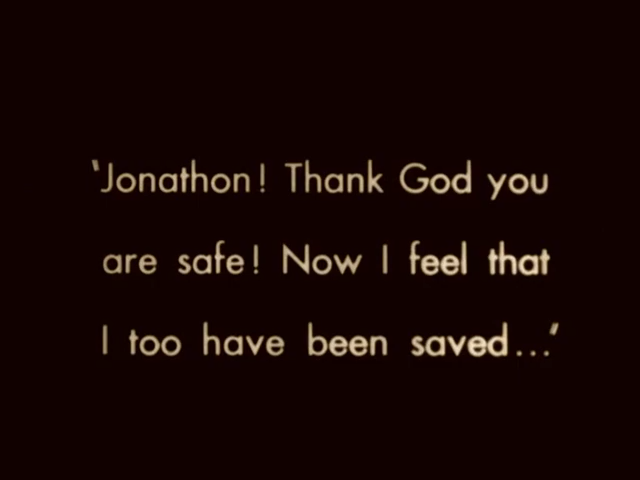 'Jonathon! Thank God you
are safe! Now I feel that
I too have been saved...'